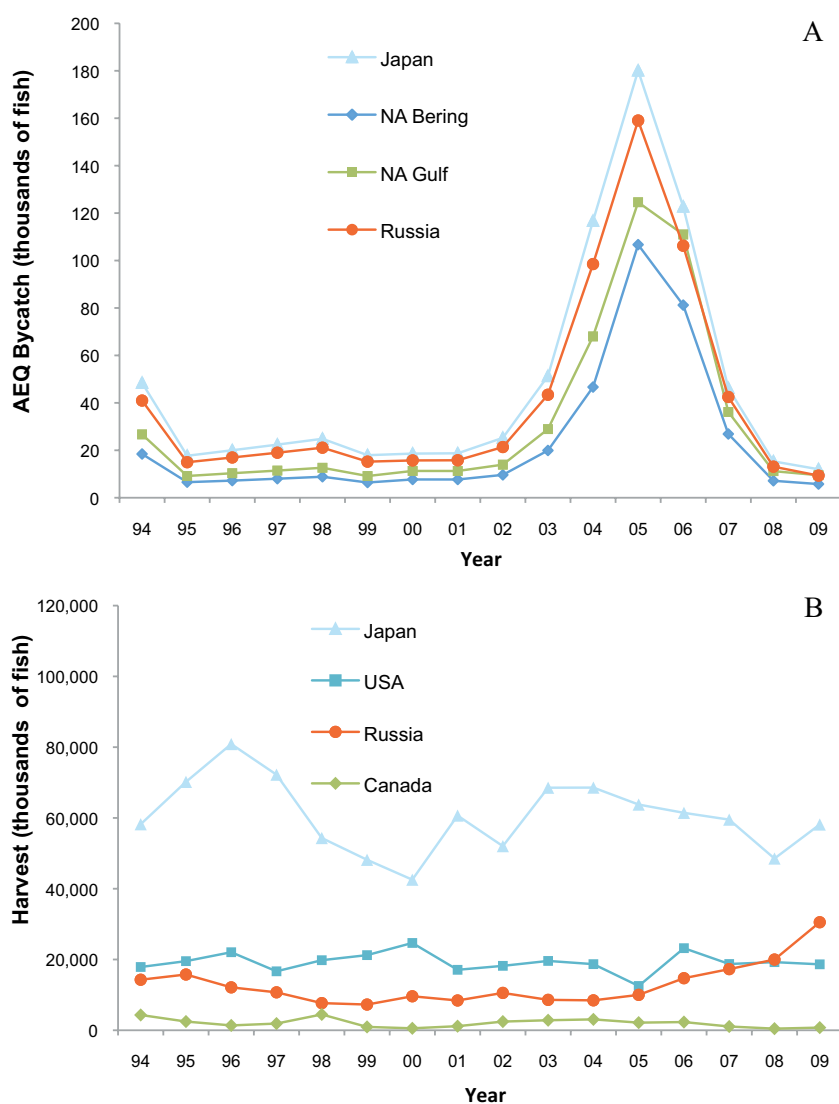 A
AEQ Bycatch (thousands of fish)
200
180
160
140
120
100
80
60
40
20
0
Japan
NA Bering
NA Gulf
Russia
94 95 96 97 98 99 00 01 02 03 04 05 06 07 08 09
Year
B
Harvest (thousands of fish)
120,000
100,000
80,000
60,000
40,000
20,000
0
Japan
USA
Russia
Canada
94 95 96 97 98 99 00 01 02 03 04 05 06 07 08 09
Year